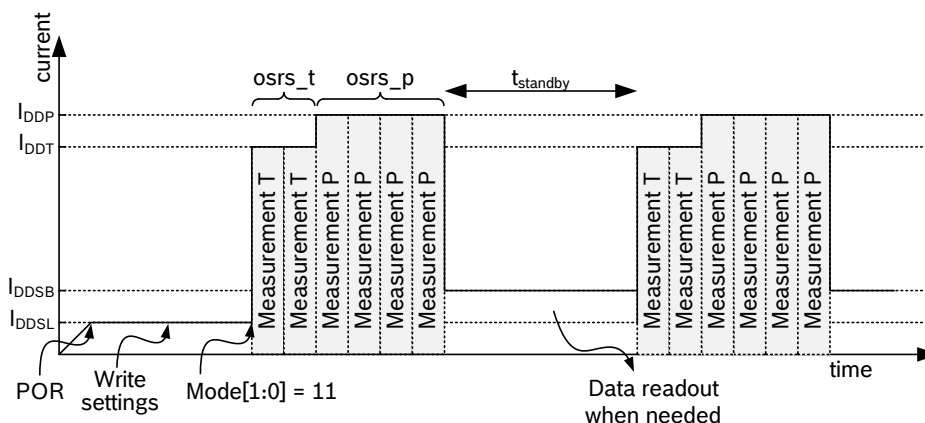 current
osrs_t
osrs_p
tstandby
IDDP
IDDT
IDDSB
IDDSL
Measurement T
Measurement T
Measurement P
Measurement P
Measurement P
Measurement P
Measurement T
Measurement T
Measurement P
Measurement P
Measurement P
Measurement P
time
POR
Write
settings
Mode[1:0] = 11
Data readout
when needed